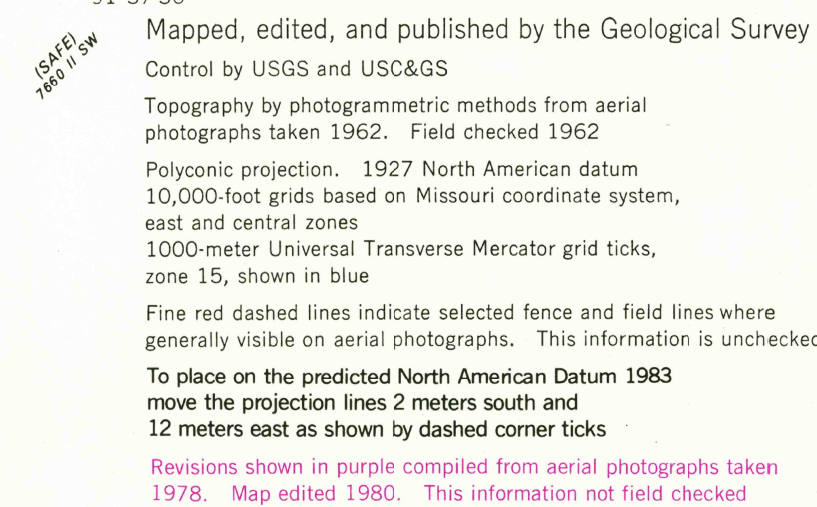 (SAFE)
7660 II SW
Mapped, edited, and published by the Geological Survey
Control by USGS and USC&GS
Topography by photogrammetric methods from aerial
photographs taken 1962. Field checked 1962
Polyconic projection. 1927 North American datum
10,000-foot grids based on Missouri coordinate system,
east and central zones
1000-meter Universal Transverse Mercator grid ticks,
zone 15, shown in blue
Fine red dashed lines indicate selected fence and field lines where
generally visible on aerial photographs. This information is unchecked
To place on the predicted North American Datum 1983
move the projection lines 2 meters south and
12 meters east as shown by dashed corner ticks
Revisions shown in purple compiled from aerial photographs taken
1978. Map edited 1980. This information not field checked